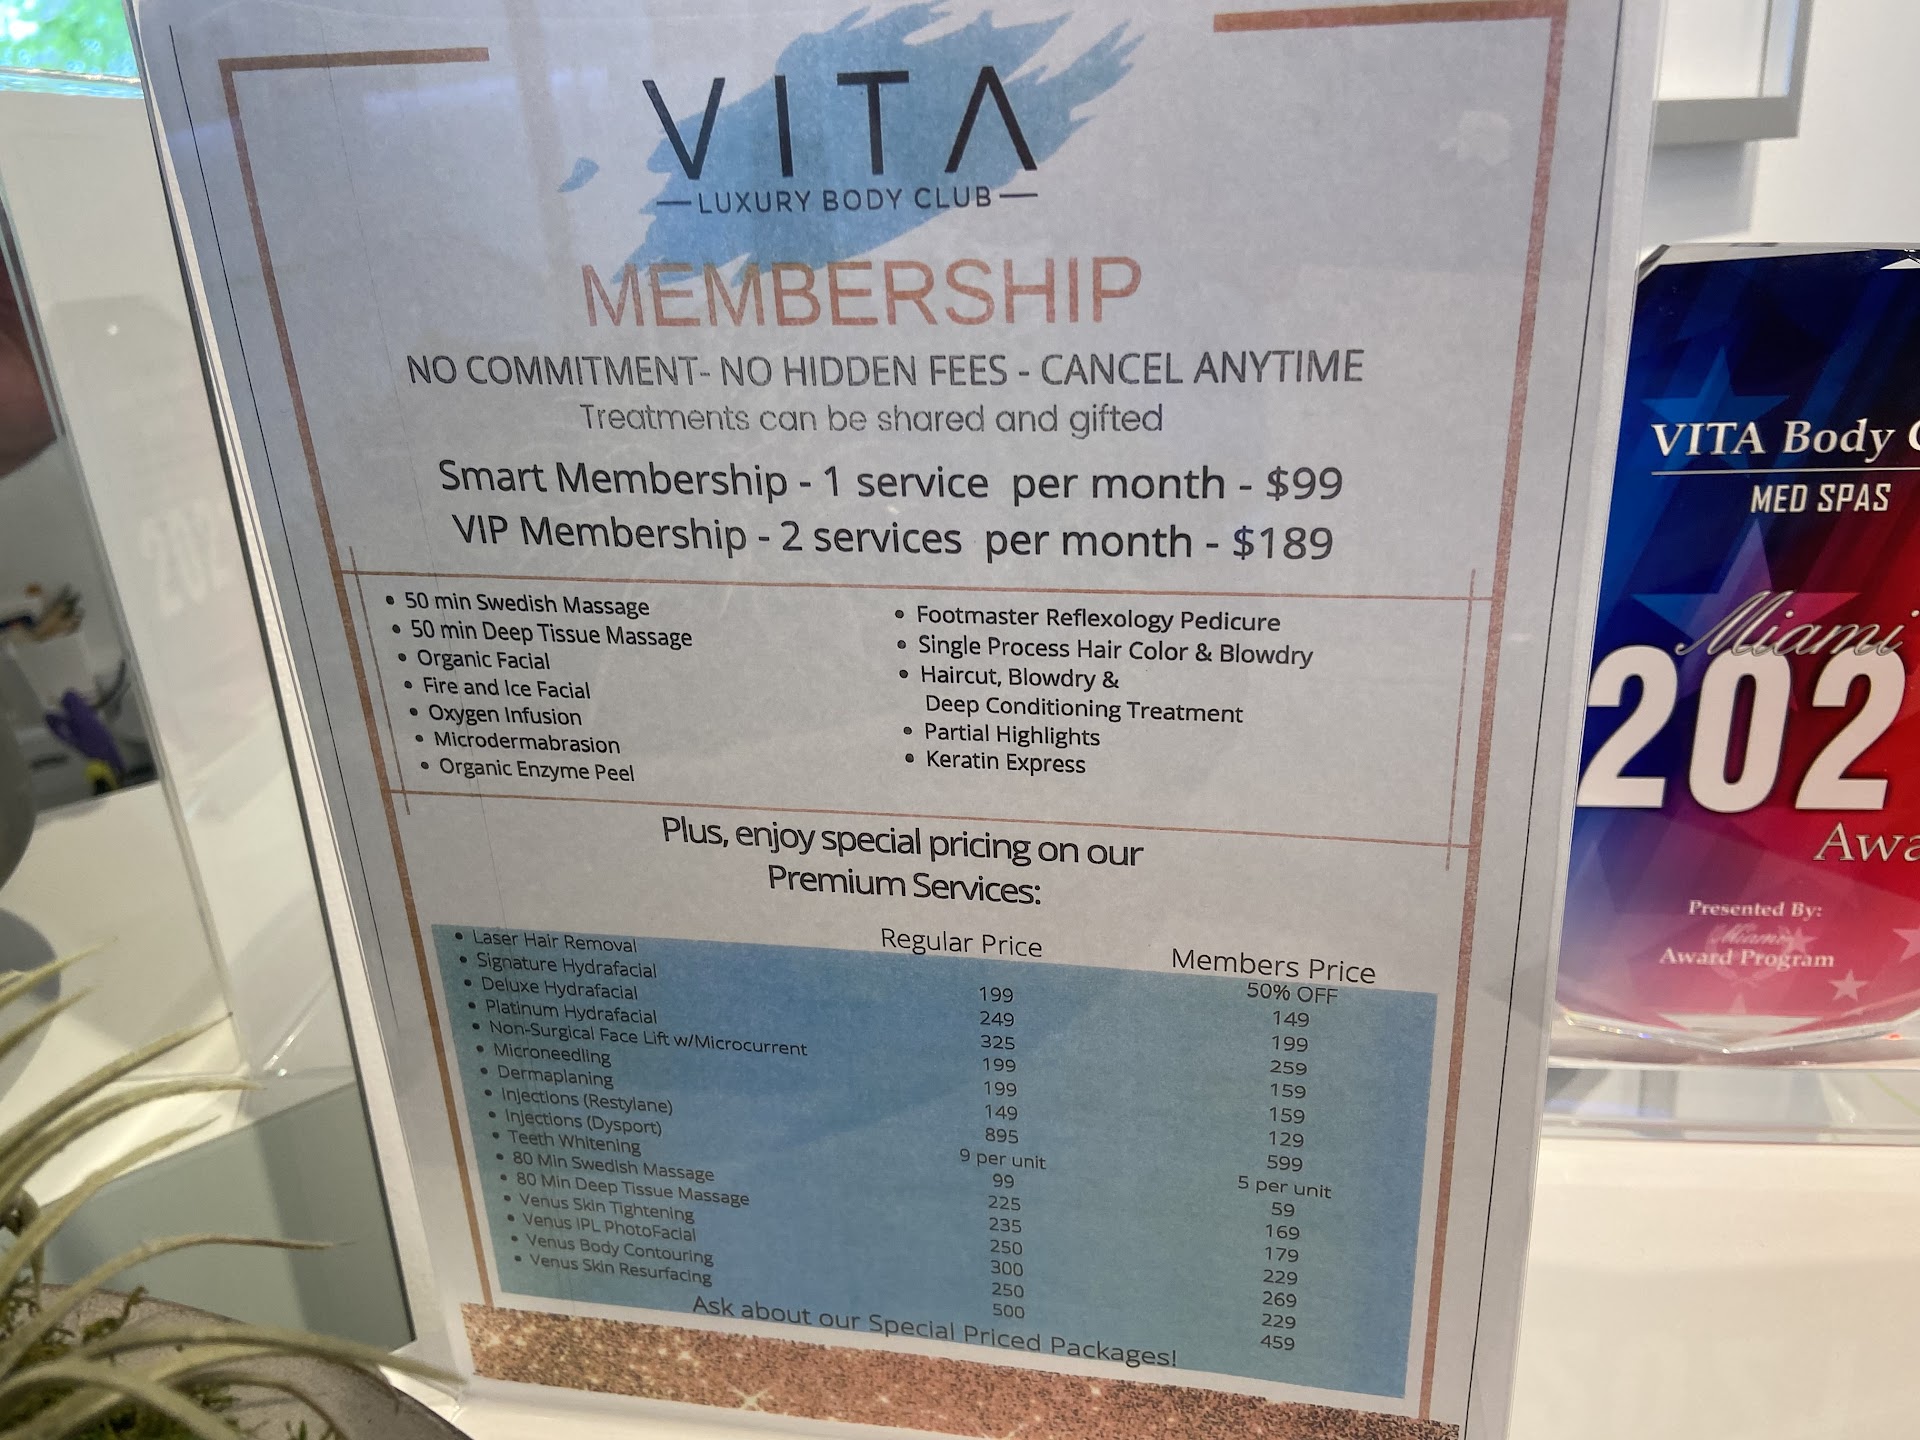 VITA
LUXURY BODY CLUB
MEMBERSHIP
NO COMMITMENT- NO HIDDEN FEES - CANCEL ANYTIME
Treatments can be shared and gifted
Smart Membership - 1 service per month - $99
VIP Membership - 2 services per month - $189
• 50 min Swedish Massage
• 50 min Deep Tissue Massage
• Organic Facial
• Fire and Ice Facial
• Oxygen Infusion
• Microdermabrasion
• Organic Enzyme Peel
• Footmaster Reflexology Pedicure
• Single Process Hair Color & Blowdry
• Haircut, Blowdry &
Deep Conditioning Treatment
• Partial Highlights
• Keratin Express
Plus, enjoy special pricing on our
Premium Services:
Regular Price Members Price
• Laser Hair Removal 50% OFF
• Signature Hydrafacial 199 149
• Deluxe Hydrafacial 249 199
• Platinum Hydrafacial 325 259
• Non-Surgical Face Lift w/Microcurrent 199 159
• Microneedling 199 159
• Dermaplaning 149 129
• Injections (Restylane) 895 599
• Injections (Dysport) 9 per unit 5 per unit
• Teeth Whitening 99 59
• 80 Min Swedish Massage 225 169
• 80 Min Deep Tissue Massage 235 179
• Venus Skin Tightening 250 229
• Venus IPL PhotoFacial 300 269
• Venus Body Contouring 250 229
• Venus Skin Resurfacing 500 459
Ask about our Special Priced Packages!
VITA Body
MED SPAS
Miami
202
Presented By:
Miami
Award Program